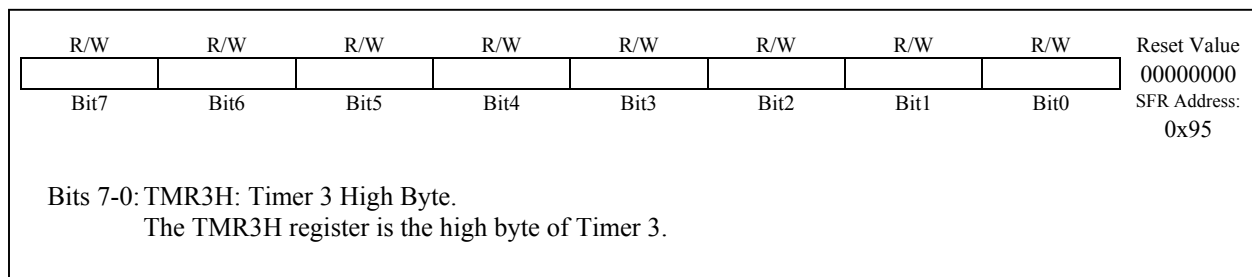 R/W R/W R/W R/W R/W R/W R/W R/W Reset Value
00000000
Bit7 Bit6 Bit5 Bit4 Bit3 Bit2 Bit1 Bit0 SFR Address:
0x95
Bits 7-0: TMR3H: Timer 3 High Byte.
The TMR3H register is the high byte of Timer 3.